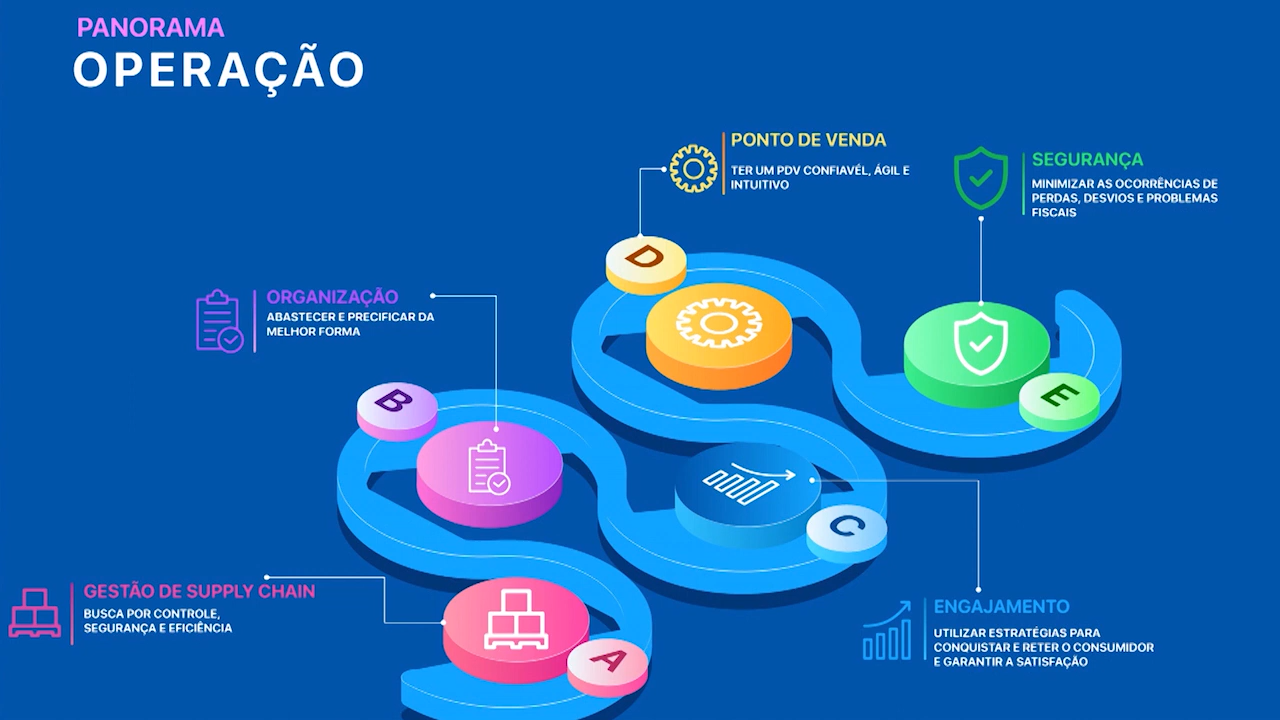 PANORAMA
OPERAÇÃO
PONTO DE VENDA
TER UM PDV CONFIAVÉL, ÁGIL E
INTUITIVO
SEGURANÇA
MINIMIZAR AS OCORRÊNCIAS DE
PERDAS, DESVIOS E PROBLEMAS
FISCAIS
D
ORGANIZAÇÃO
ABASTECER E PRECIFICAR DA
MELHOR FORMA
E
B
C
GESTÃO DE SUPPLY CHAIN
BUSCA POR CONTROLE,
SEGURANÇA E EFICIÊNCIA
A
ENGAJAMENTO
UTILIZAR ESTRATÉGIAS PARA
CONQUISTAR E RETER O CONSUMIDOR
E GARANTIR A SATISFAÇÃO